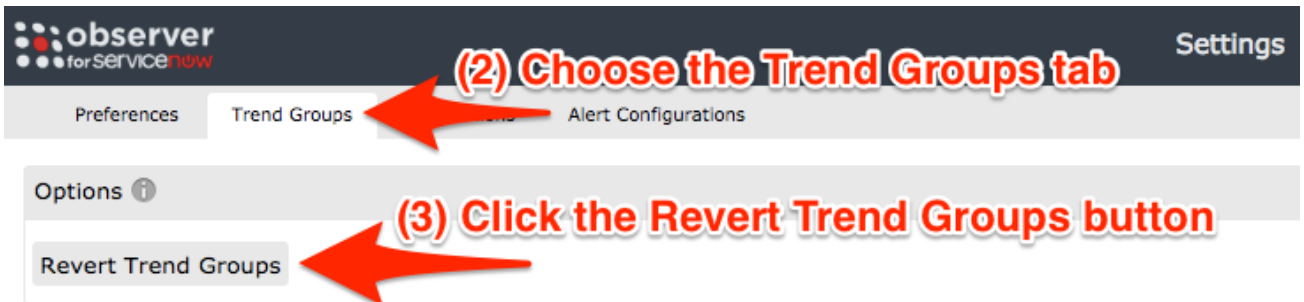 observer
for servicenow
Settings
(2) Choose the Trend Groups tab
Preferences Trend Groups Alert Configurations
Options
(3) Click the Revert Trend Groups button
Revert Trend Groups